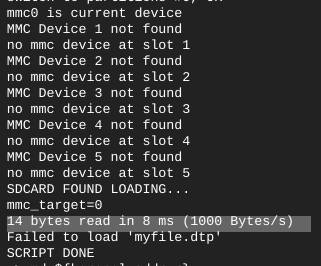 mmc0 is current device
MMC Device 1 not found
no mmc device at slot 1
MMC Device 2 not found
no mmc device at slot 2
MMC Device 3 not found
no mmc device at slot 3
MMC Device 4 not found
no mmc device at slot 4
MMC Device 5 not found
no mmc device at slot 5
SDCARD FOUND LOADING...
mmc_target=0
14 bytes read in 8 ms (1000 Bytes/s)
Failed to load 'myfile.dtp'
SCRIPT DONE